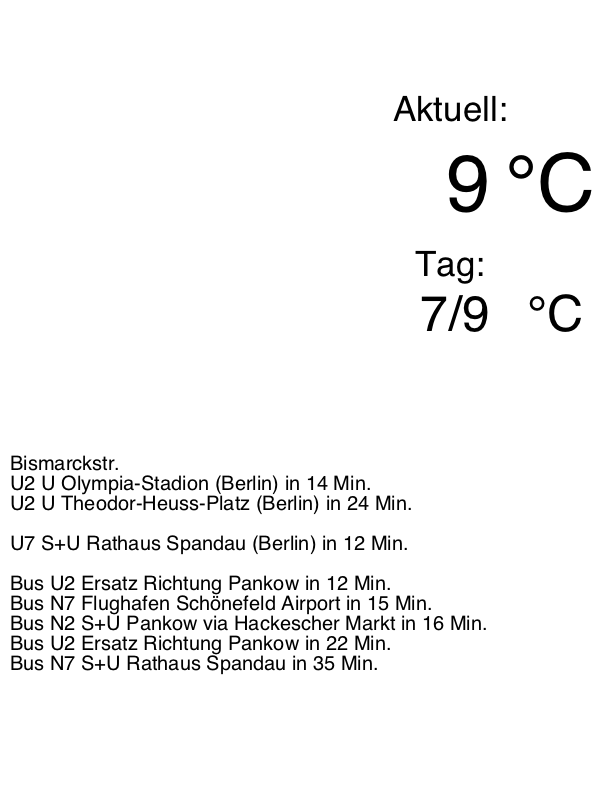 Aktuell:
9 °C
Tag:
7/9 °C
Bismarckstr.
U2 U Olympia-Stadion (Berlin) in 14 Min.
U2 U Theodor-Heuss-Platz (Berlin) in 24 Min.
U7 S+U Rathaus Spandau (Berlin) in 12 Min.
Bus U2 Ersatz Richtung Pankow in 12 Min.
Bus N7 Flughafen Schönefeld Airport in 15 Min.
Bus N2 S+U Pankow via Hackescher Markt in 16 Min.
Bus U2 Ersatz Richtung Pankow in 22 Min.
Bus N7 S+U Rathaus Spandau in 35 Min.